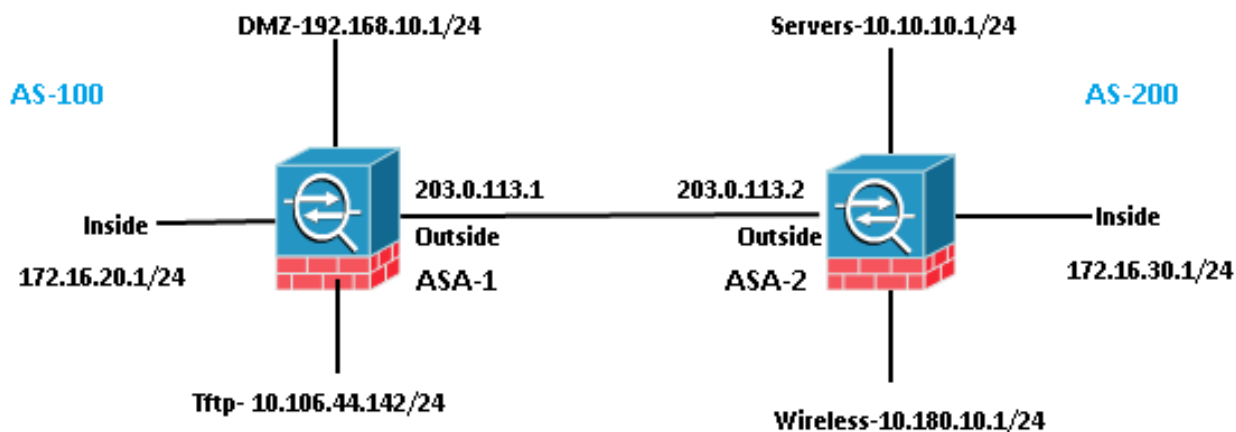 DMZ-192.168.10.1/24
Servers-10.10.10.1/24
AS-100
AS-200
203.0.113.1
203.0.113.2
Inside
Outside
Outside
Inside
172.16.20.1/24
ASA-1
ASA-2
172.16.30.1/24
Tftp- 10.106.44.142/24
Wireless-10.180.10.1/24